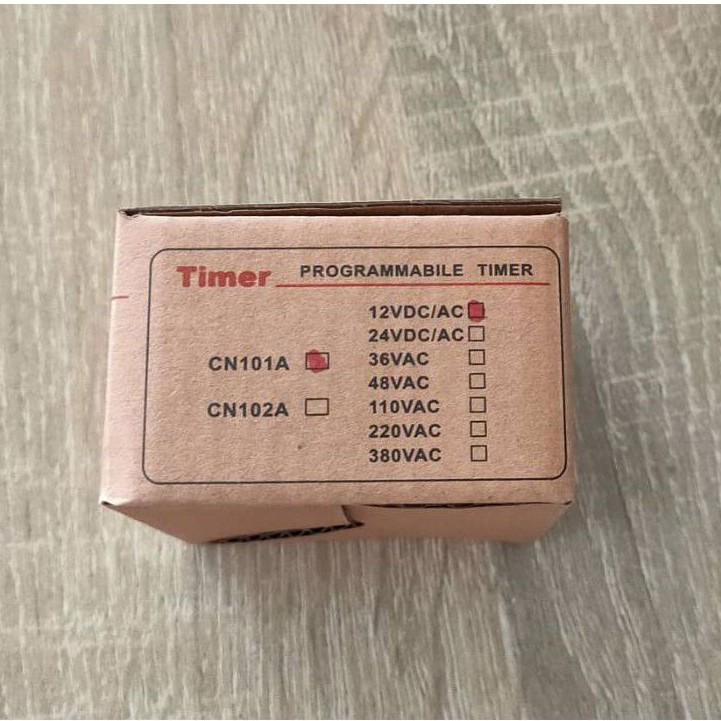 Timer PROGRAMMABILE TIMER
12VDC/AC
24VDC/AC
CN101A 36VAC
48VAC
CN102A 110VAC
220VAC
380VAC